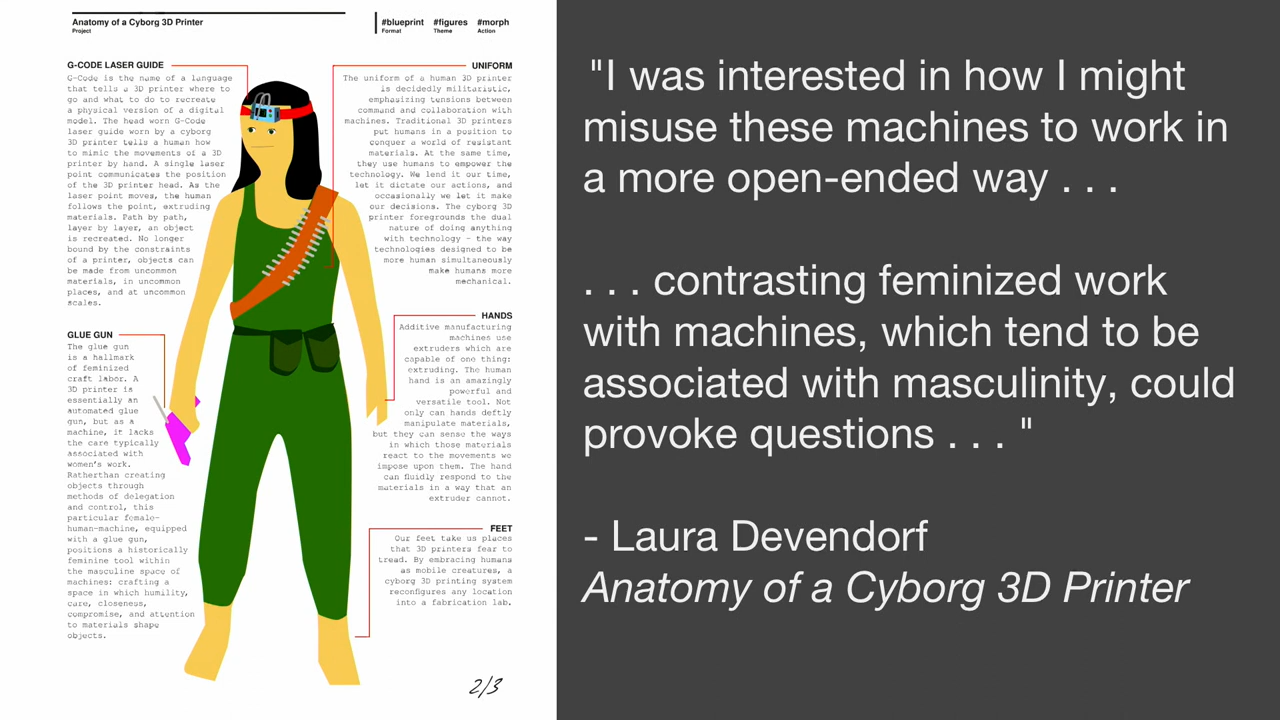 Anatomy of a Cyborg 3D Printer
Project
#blueprint
Format
#figures
Theme
#morph
Action
G-CODE LASER GUIDE
G-Code is the name of a language
that tells a 3D printer where to
go and what to do to recreate
a physical version of a digital
model. The head worn G-Code
laser guide worn by a cyborg
3D printer tells a human how
to mimic the movements of a 3D
printer by hand. A single laser
point communicates the position
of the 3D printer head. As the
laser point moves, the human
follows the point, extruding
materials. Path by path,
layer by layer, an object
is recreated. No longer
bound by the constraints
of a printer, objects can
be made from uncommon
materials, in uncommon
places, and at uncommon
scales.
GLUE GUN
The glue gun
is a hallmark
of feminized
craft labor. A
3D printer is
essentially an
automated glue
gun, but as a
machine, it lacks
the care typically
associated with
women's work.
Ratherthan creating
objects through
methods of delegation
and control, this
particular female-
human-machine, equipped
with a glue gun,
positions a historically
feminine tool within
the masculine space of
machines: crafting a
space in which humility,
care, closeness,
compromise, and attention
to materials shape
objects.
UNIFORM
The uniform of a human 3D printer
is decidedly militaristic,
emphasizing tensions between
command and collaboration with
machines. Traditional 3D printers
put humans in a position to
conquer a world of resistant
materials. At the same time,
they use humans to empower the
technology. We lend it our time,
let it dictate our actions, and
occasionally we let it make
our decisions. The cyborg 3D
printer foregrounds the dual
nature of doing anything
with technology - the way
technologies designed to be
more human simultaneously
make humans more
mechanical.
HANDS
Additive manufacturing
machines use
extruders which are
capable of one thing:
extruding. The human
hand is an amazingly
powerful and
versatile tool. Not
only can hands deftly
manipulate materials,
but they can sense the ways
in which those materials
react to the movements we
impose upon them. The hand
can fluidly respond to the
materials in a way that an
extruder cannot.
FEET
Our feet take us places
that 3D printers fear to
tread. By embracing humans
as mobile creatures, a
cyborg 3D printing system
reconfigures any location
into a fabrication lab.
2/3
"I was interested in how I might
misuse these machines to work in
a more open-ended way . . .
. . . contrasting feminized work
with machines, which tend to be
associated with masculinity, could
provoke questions . . . "
- Laura Devendorf
Anatomy of a Cyborg 3D Printer